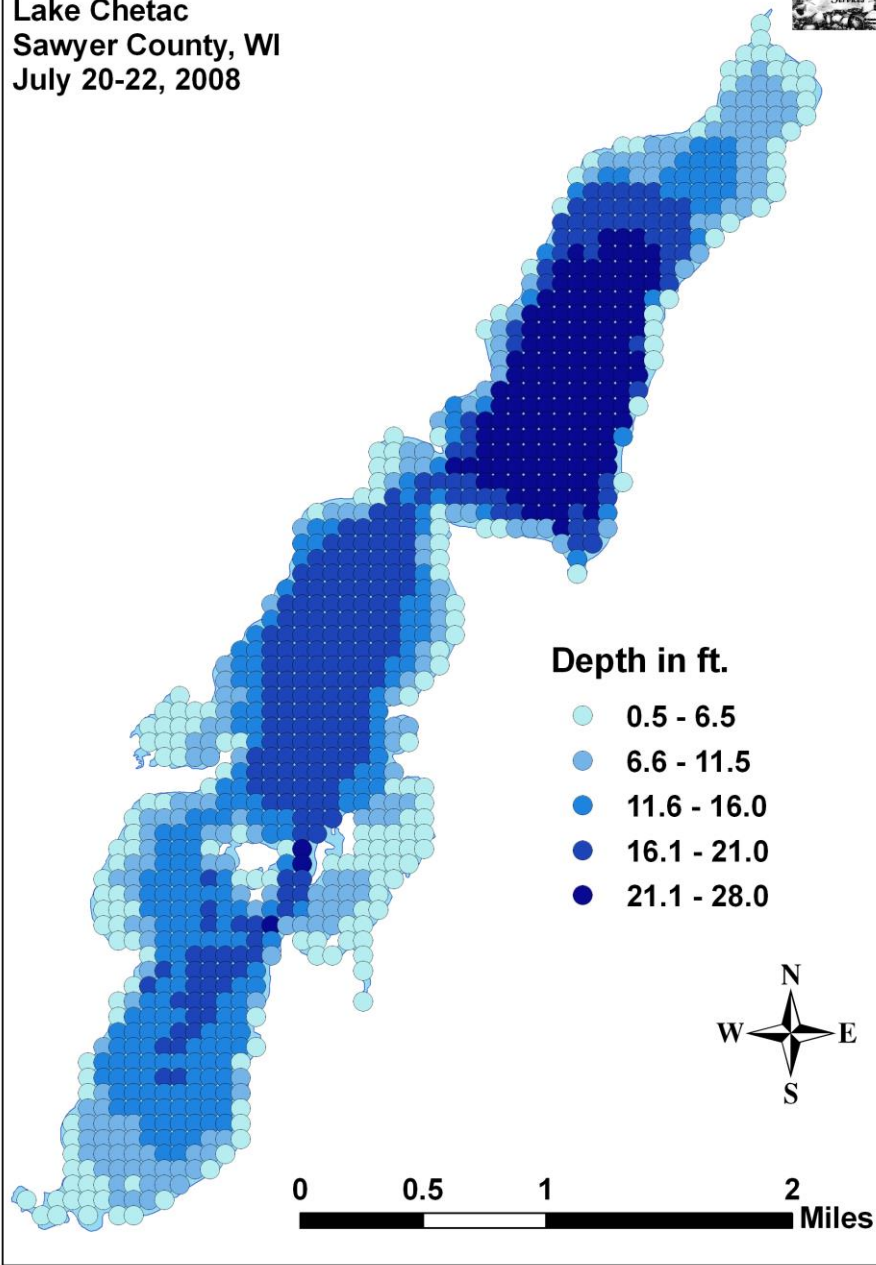 Lake Chetac
Sawyer County, WI
July 20-22, 2008
Depth in ft.
0.5 - 6.5
6.6 - 11.5
11.6 - 16.0
16.1 - 21.0
21.1 - 28.0
N
W E
S
0 0.5 1 2
Miles